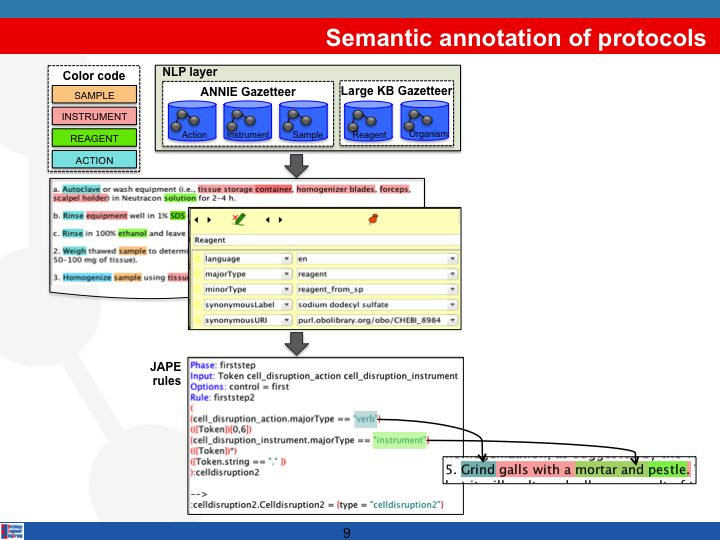 Semantic annotation of protocols
Color code
SAMPLE
INSTRUMENT
REAGENT
ACTION
NLP layer
ANNIE Gazetteer
Large KB Gazetteer
Action
Instrument
Sample
Reagent
Organism
a. Autoclave or wash equipment (i.e., tissue storage container, homogenizer blades, forceps,
scalpel holder) in Neutracon solution for 2-4 h.
b. Rinse equipment well in 1% SDS
c. Rinse in 100% ethanol and leave
2. Weigh thawed sample to determi
50-100 mg of tissue).
3. Homogenize sample using tissu
Reagent
language en
majorType reagent
minorType reagent_from_sp
synonymousLabel sodium dodecyl sulfate
synonymousURI purl.obolibrary.org/obo/CHEBI_8984
JAPE
rules
Phase: firststep
Input: Token cell_disruption_action cell_disruption_instrument
Options: control = first
Rule: firststep2
(
{cell_disruption_action.majorType == "verb"}
(({Token})[0,6])
{cell_disruption_instrument.majorType == "instrument"}
(({Token})*)
({Token.string == "." })
):celldisruption2
-->
:celldisruption2.Celldisruption2 = {type = "celldisruption2"}
5. Grind galls with a mortar and pestle.
9